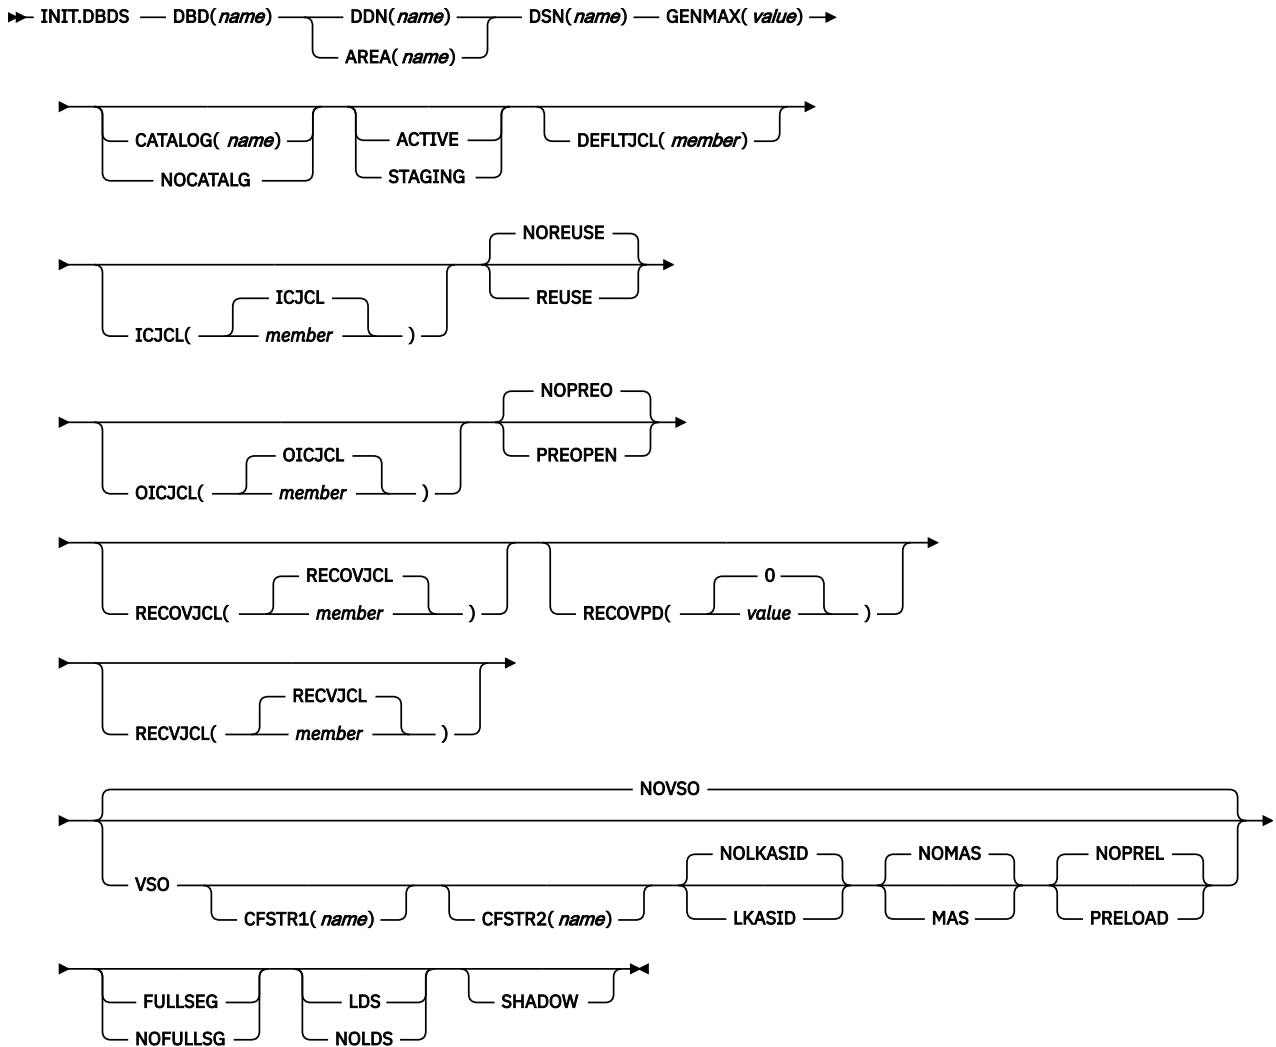 INIT.DBDS DBD(name) DDN(name) DSN(name) GENMAX( value)
AREA( name)
CATALOG( name) ACTIVE DEFLTJCL( member)
NOCATALG STAGING
NOREUSE
ICJCL REUSE
ICJCL( member )
NOPREO
OICJCL PREOPEN
OICJCL( member )
RECOVJCL 0
RECOVJCL( member ) RECOVPD( value )
RECVJCL
RECVJCL( member )
NOVSO
NOLKASID NOMAS NOPREL
VSO
CFSTR1( name) CFSTR2( name) LKASID MAS PRELOAD
FULLSEG LDS SHADOW
NOFULLSG NOLDS